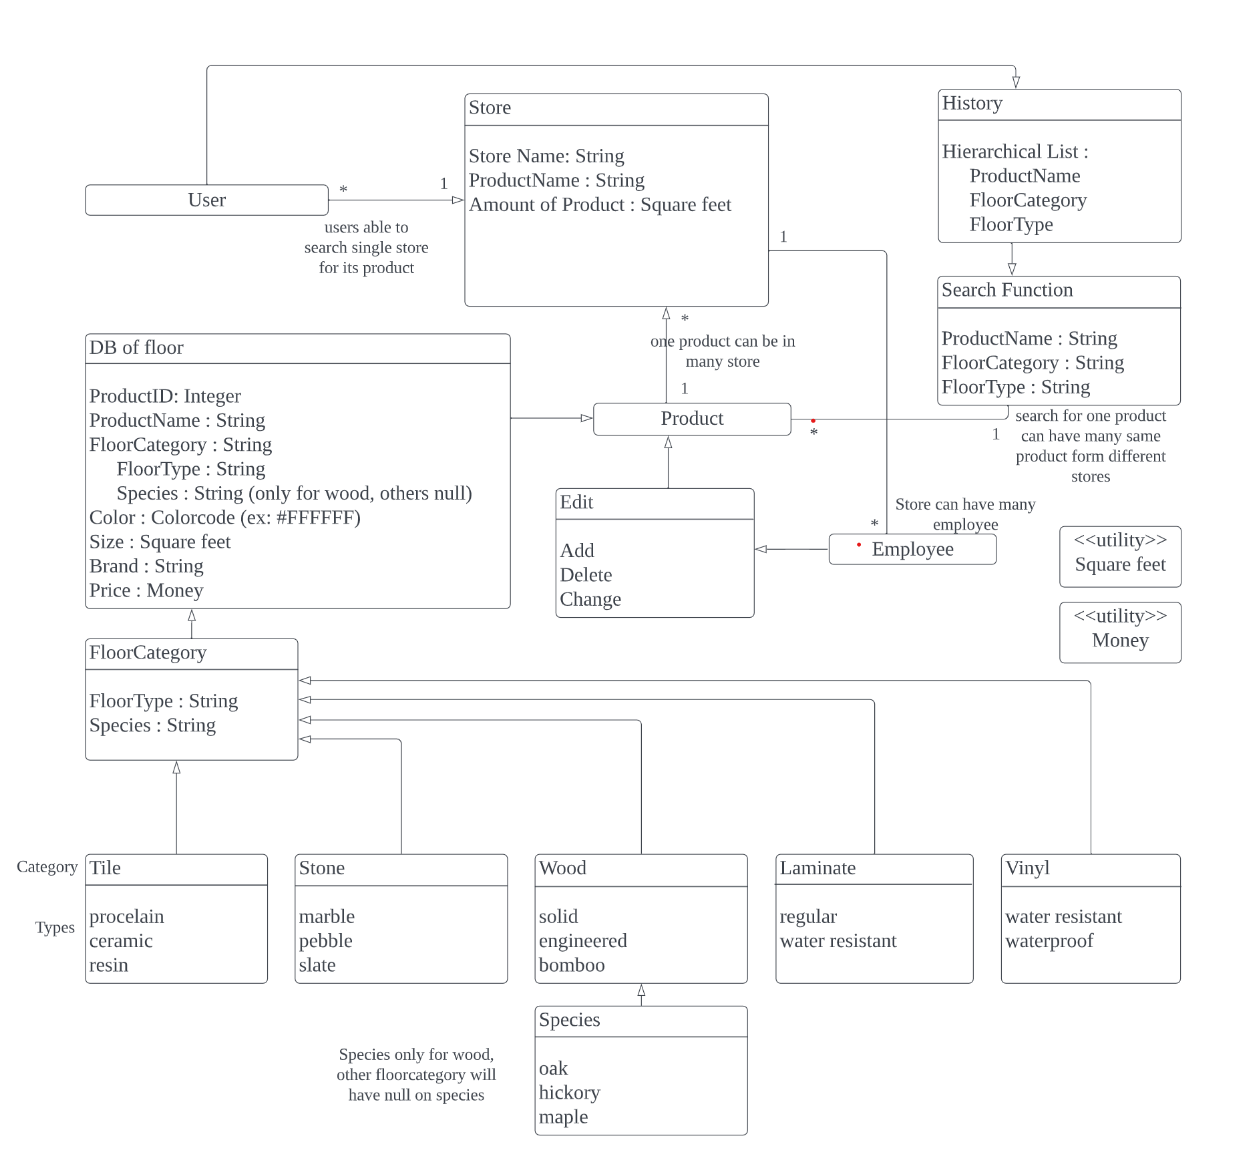 Store
Store Name: String
ProductName : String
Amount of Product : Square feet
History
Hierarchical List :
ProductName
FloorCategory
FloorType
User
*
1
users able to
search single store
for its product
1
Search Function
ProductName : String
FloorCategory : String
FloorType : String
*
one product can be in
many store
1
DB of floor
ProductID: Integer
ProductName : String
FloorCategory : String
FloorType : String
Species : String (only for wood, others null)
Color : Colorcode (ex: #FFFFFF)
Size : Square feet
Brand : String
Price : Money
Product
*
1
search for one product
can have many same
product form different
stores
Edit
Add
Delete
Change
Store can have many
employee
*
Employee
<<utility>>
Square feet
<<utility>>
Money
FloorCategory
FloorType : String
Species : String
Category
Types
Tile
procelain
ceramic
resin
Stone
marble
pebble
slate
Wood
solid
engineered
bomboo
Laminate
regular
water resistant
Vinyl
water resistant
waterproof
Species only for wood,
other floorcategory will
have null on species
Species
oak
hickory
maple